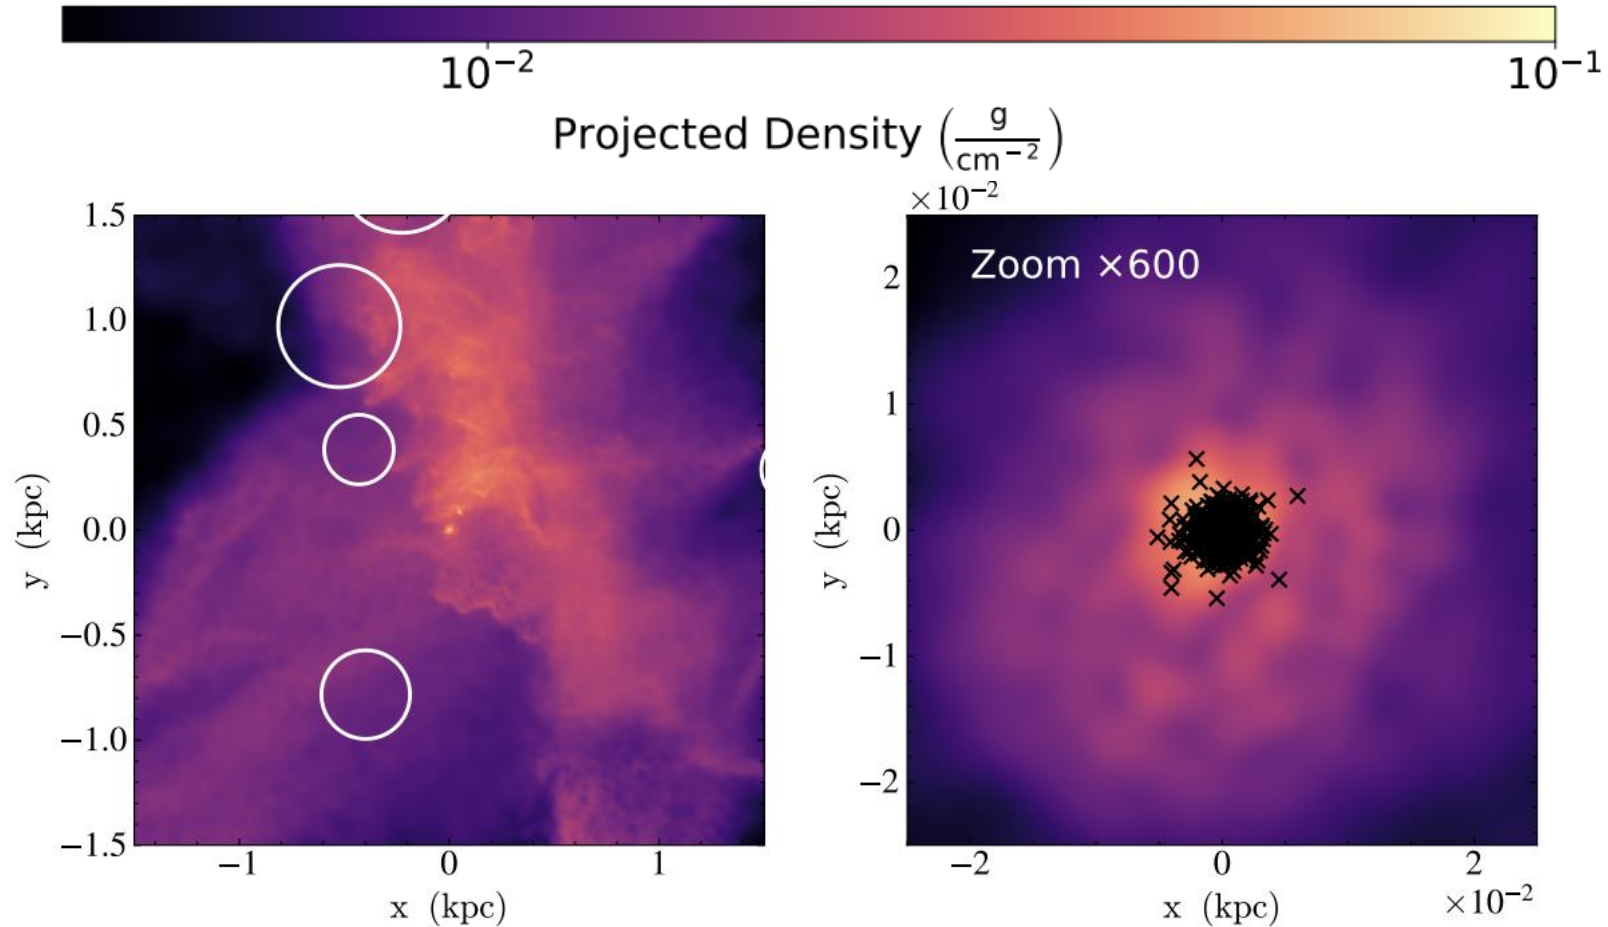 10⁻² 10⁻¹
Projected Density (g/cm⁻²)
×10⁻²
Zoom ×600
1.5
1.0
0.5
0.0
−0.5
−1.0
−1.5
y (kpc)
−1 0 1
x (kpc)
2
1
0
−1
−2
y (kpc)
−2 0 2
x (kpc)
×10⁻²